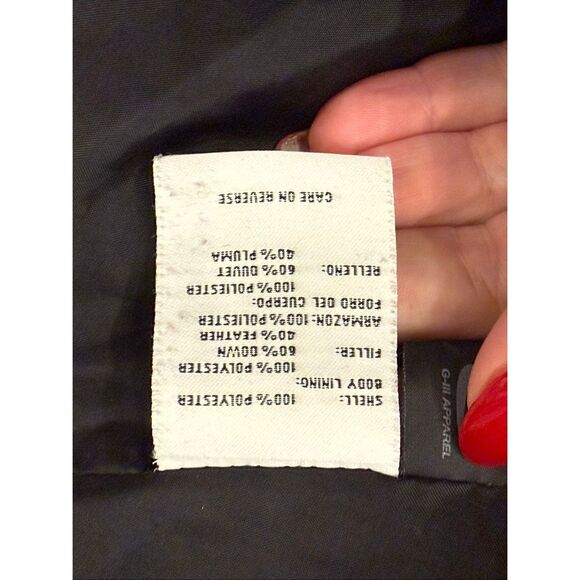 SHELL: 100% POLYESTER
BODY LINING:
100% POLYESTER
FILLER: 60% DOWN
40% FEATHER
ARMAZON: 100% POLIESTER
FORRO DEL CUERPO:
100% POLIESTER
RELLENO: 60% DUVET
40% PLUMA
CARE ON REVERSE
G-III APPAREL